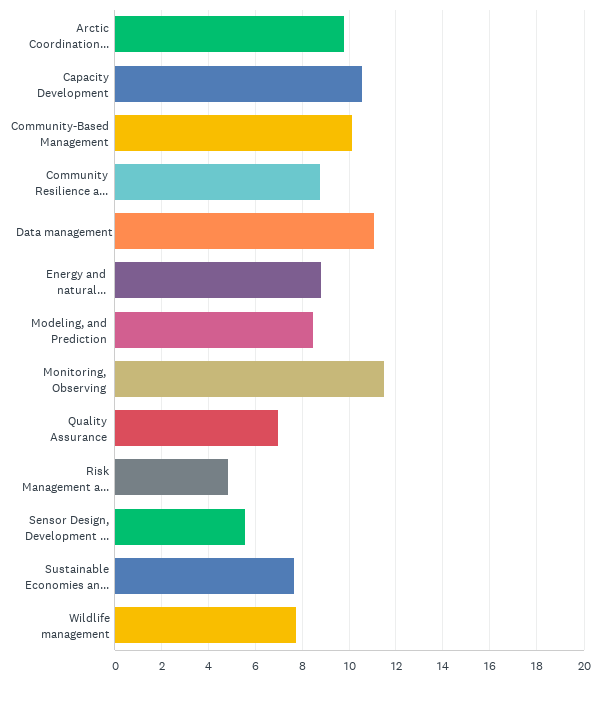 Arctic
Coordination...
Capacity
Development
Community-Based
Management
Community
Resilience a...
Data management
Energy and
natural...
Modeling, and
Prediction
Monitoring,
Observing
Quality
Assurance
Risk
Management a...
Sensor Design,
Development ...
Sustainable
Economies an...
Wildlife
management
0 2 4 6 8 10 12 14 16 18 20